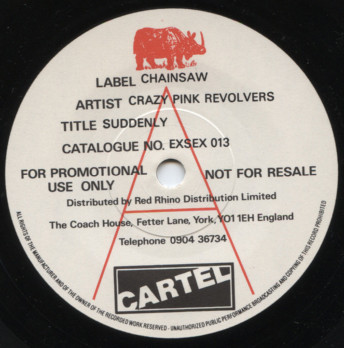 LABEL CHAINSAW
ARTIST CRAZY PINK REVOLVERS
TITLE SUDDENLY
CATALOGUE NO. EXSEX 013
FOR PROMOTIONAL USE ONLY
NOT FOR RESALE
Distributed by Red Rhino Distribution Limited
The Coach House, Fetter Lane, York, YO1 1EH England
Telephone 0904 36734
A
CARTEL
ALL RIGHTS OF THE MANUFACTURER AND OF THE OWNER OF THE RECORDED WORK RESERVED - UNAUTHORIZED PUBLIC PERFORMANCE BROADCASTING AND COPYING OF THIS RECORD PROHIBITED